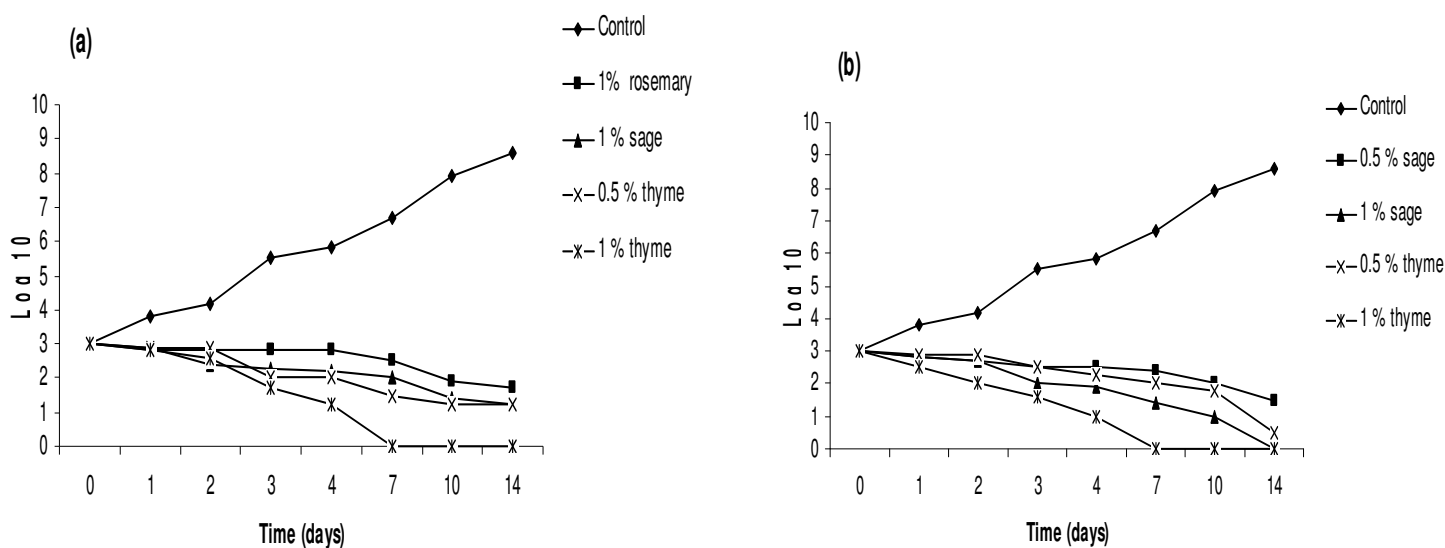 (a)
Control
1% rosemary
1 % sage
0.5 % thyme
1 % thyme
10
9
8
7
6
5
4
3
2
1
0
Log 10
0 1 2 3 4 7 10 14
Time (days)
(b)
Control
0.5 % sage
1 % sage
0.5 % thyme
1 % thyme
10
9
8
7
6
5
4
3
2
1
0
Log 10
0 1 2 3 4 7 10 14
Time (days)